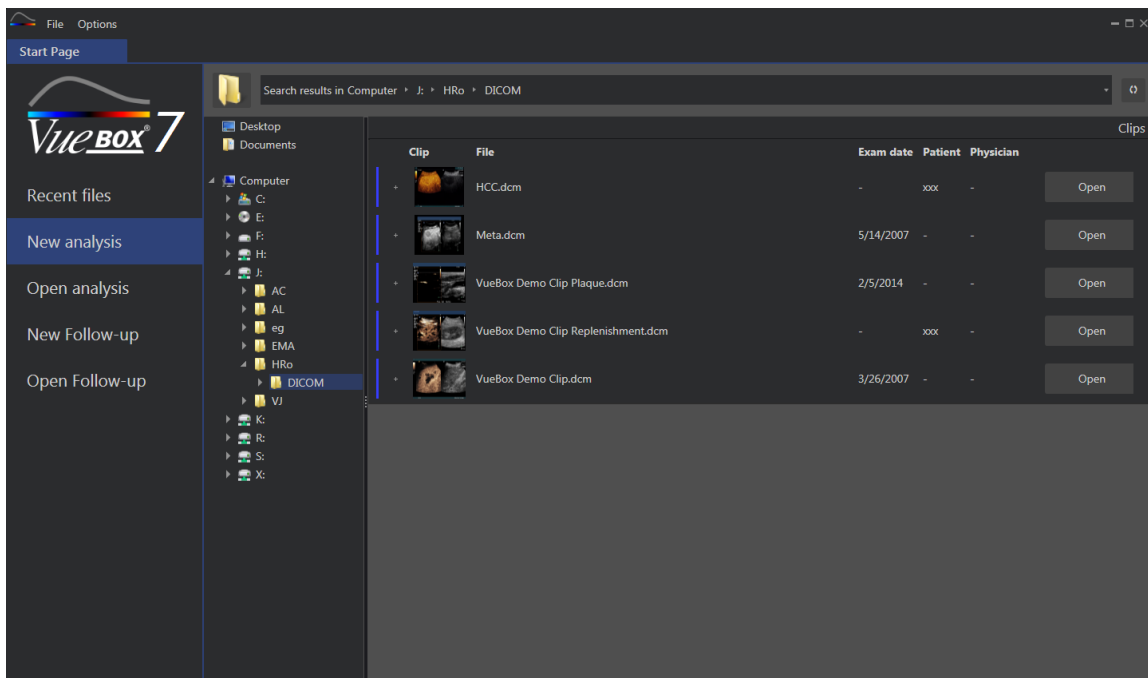 File Options
Start Page
VUEBOX® 7
Recent files
New analysis
Open analysis
New Follow-up
Open Follow-up
Search results in Computer ▸ J: ▸ HRo ▸ DICOM
Desktop
Documents
Computer
C:
E:
F:
H:
J:
AC
AL
eg
EMA
HRo
DICOM
VJ
K:
R:
S:
X:
Clips
Clip File Exam date Patient Physician
+ HCC.dcm - xxx - Open
+ Meta.dcm 5/14/2007 - - Open
+ VueBox Demo Clip Plaque.dcm 2/5/2014 - - Open
+ VueBox Demo Clip Replenishment.dcm - xxx - Open
+ VueBox Demo Clip.dcm 3/26/2007 - - Open